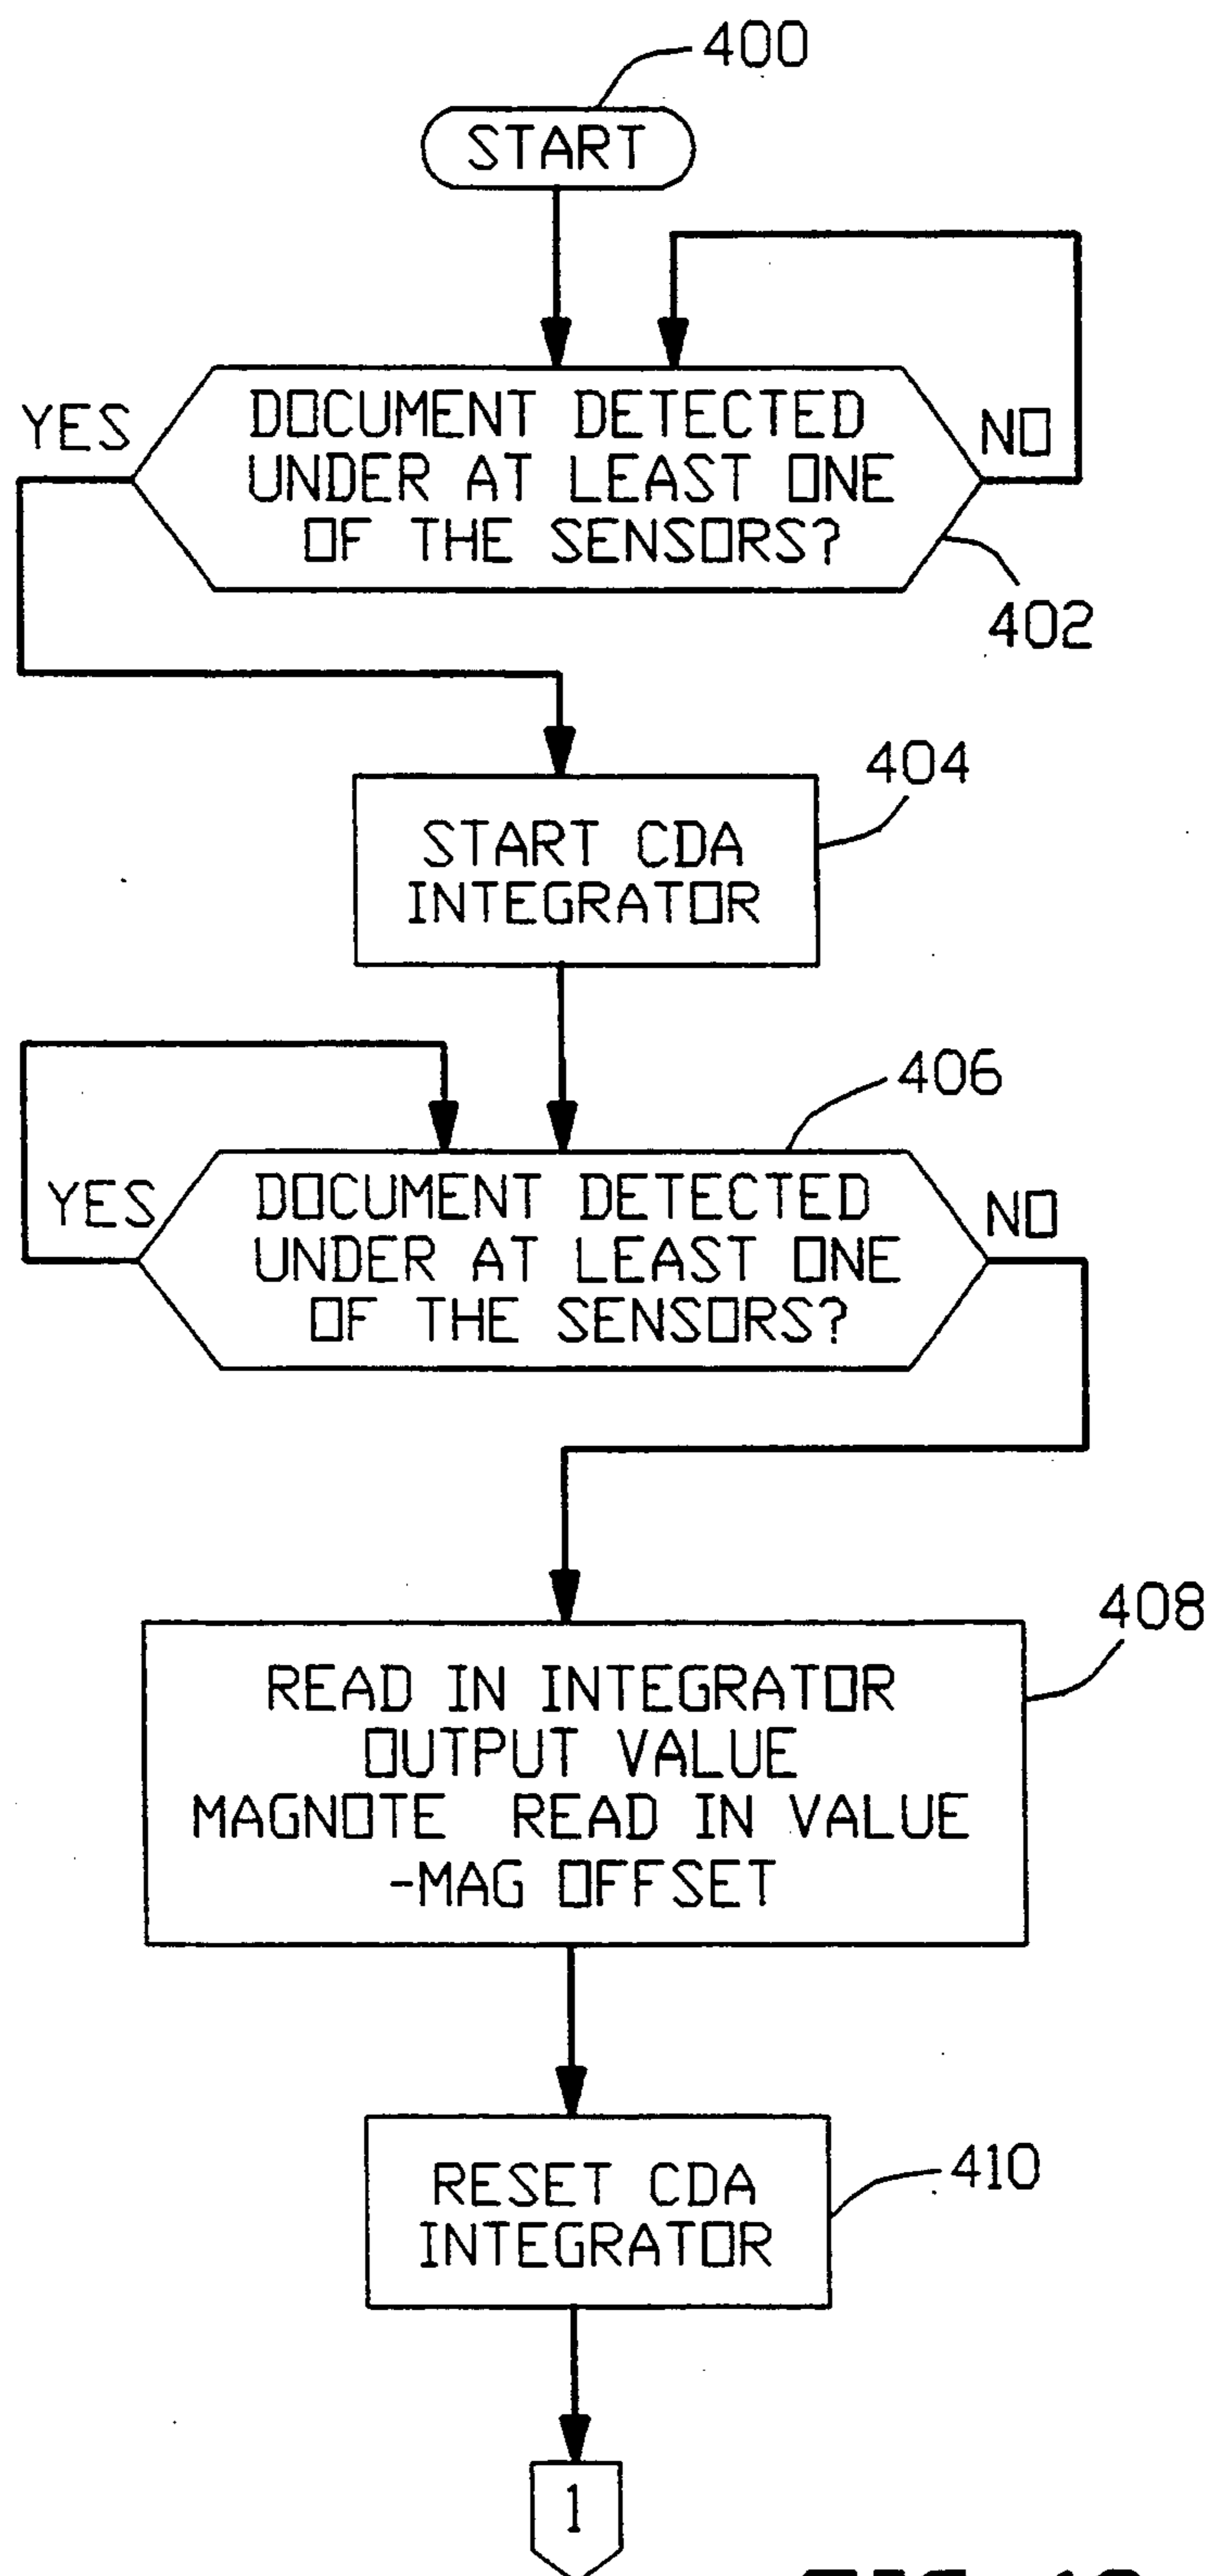 400
START
YES
DOCUMENT DETECTED
UNDER AT LEAST ONE
OF THE SENSORS?
NO
402
404
START CDA
INTEGRATOR
406
YES
DOCUMENT DETECTED
UNDER AT LEAST ONE
OF THE SENSORS?
NO
408
READ IN INTEGRATOR
OUTPUT VALUE
MAGNOTE READ IN VALUE
-MAG OFFSET
410
RESET CDA
INTEGRATOR
1